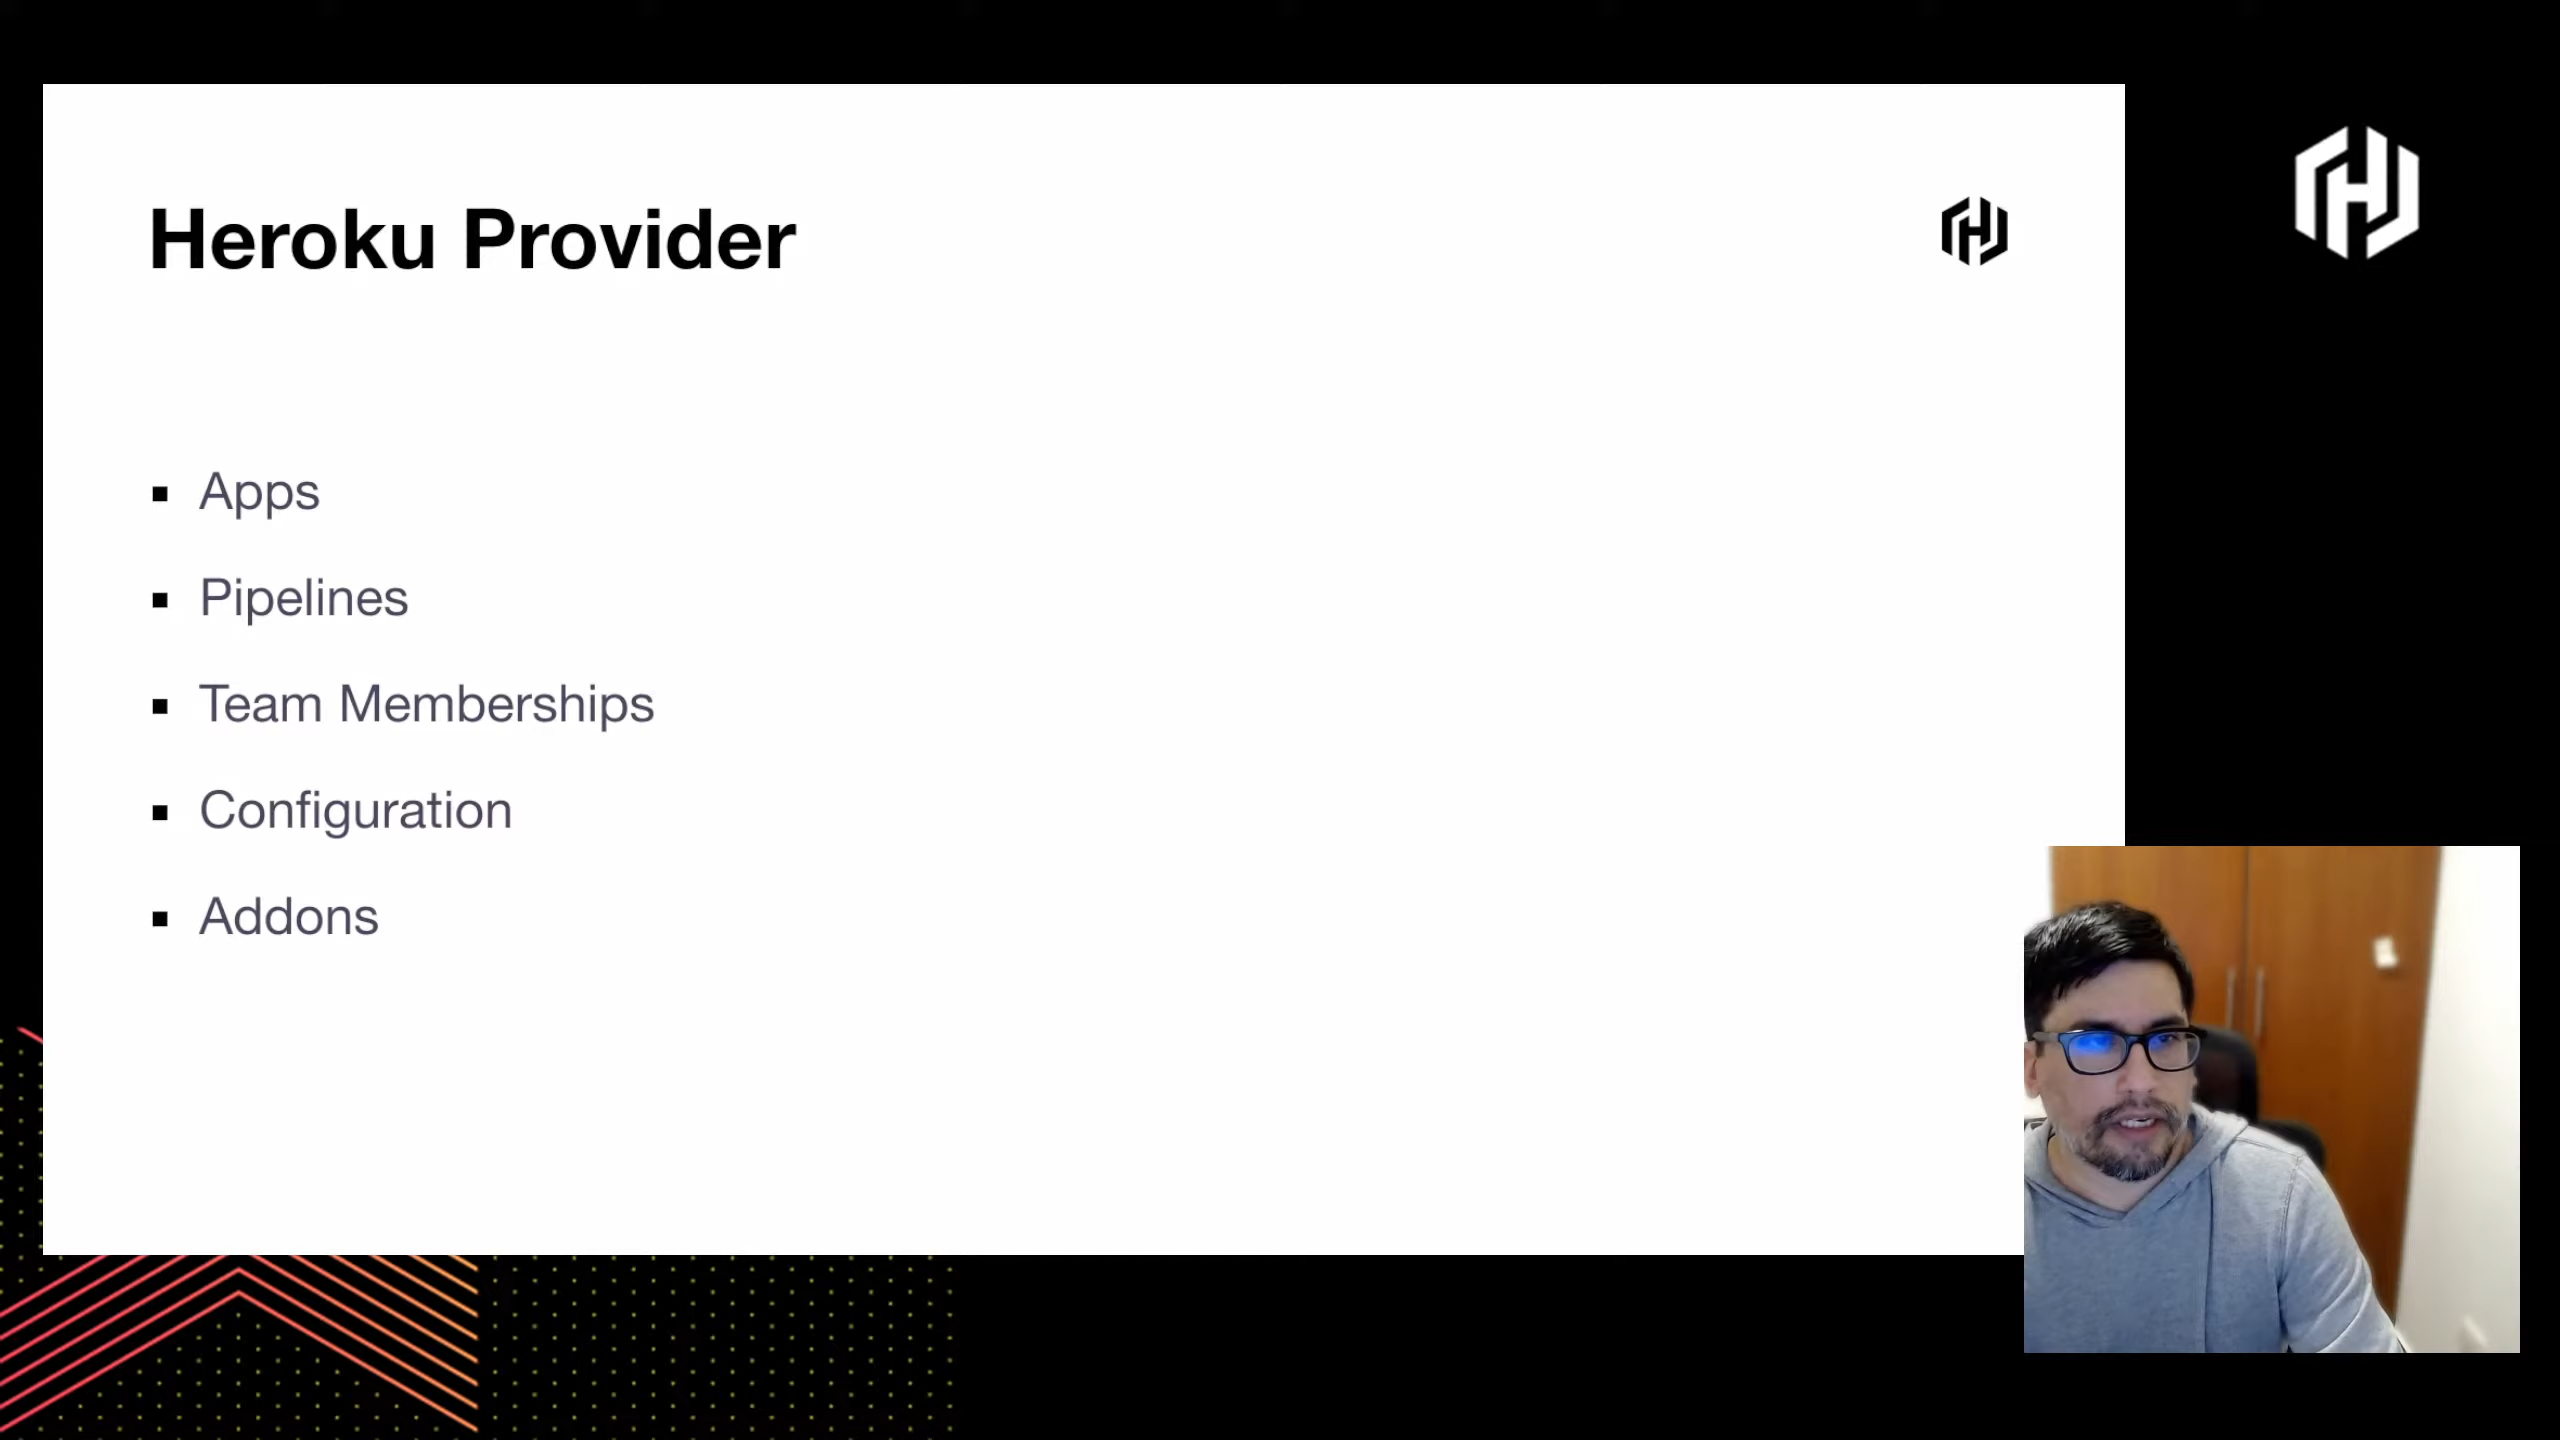 Heroku Provider
Apps
Pipelines
Team Memberships
Configuration
Addons